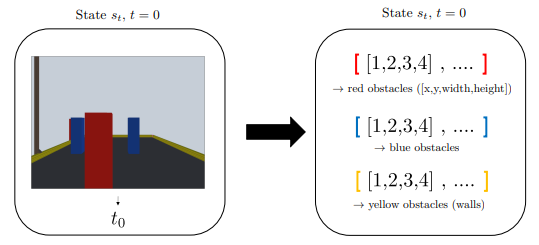 State s_t, t = 0
t_0
State s_t, t = 0
[ [1,2,3,4] , .... ]
→ red obstacles ([x,y,width,height])
[ [1,2,3,4] , .... ]
→ blue obstacles
[ [1,2,3,4] , .... ]
→ yellow obstacles (walls)